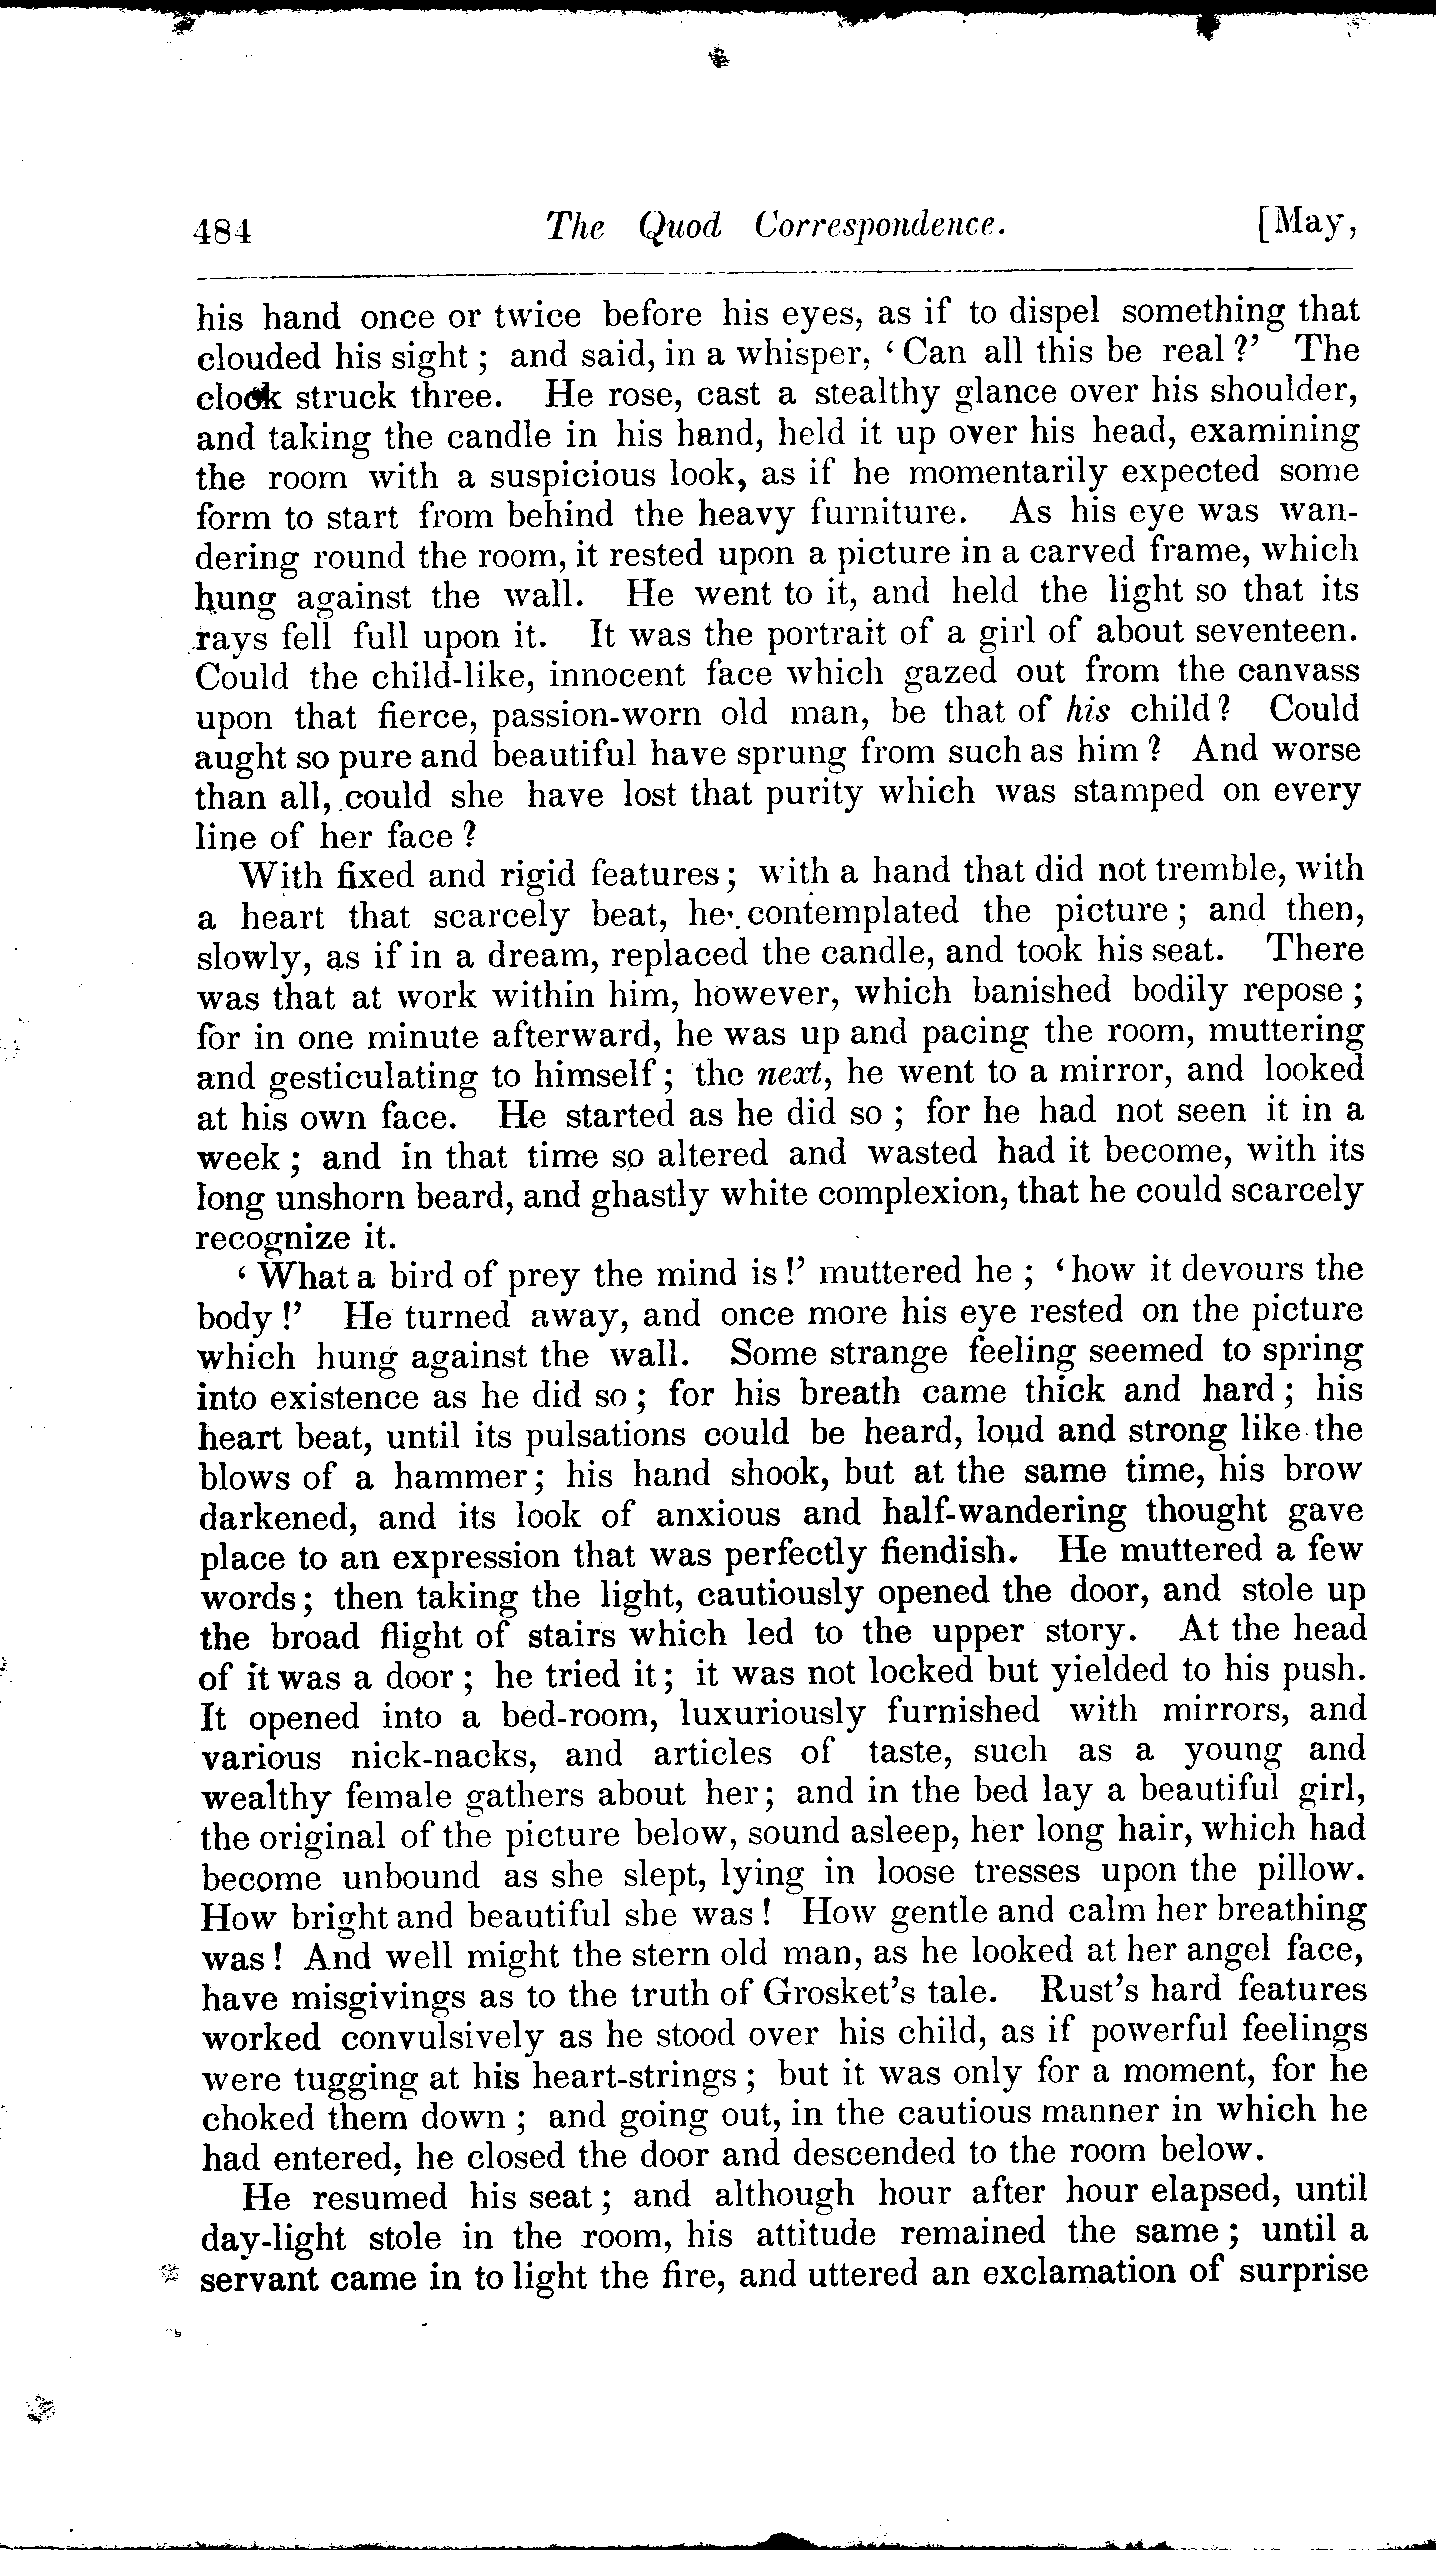 484 The Quod Correspondence. [May,
his hand once or twice before his eyes, as if to dispel something that
clouded his sight ; and said, in a whisper, ‘ Can all this be real ?’ The
clock struck three. He rose, cast a stealthy glance over his shoulder,
and taking the candle in his hand, held it up over his head, examining
the room with a suspicious look, as if he momentarily expected some
form to start from behind the heavy furniture. As his eye was wan-
dering round the room, it rested upon a picture in a carved frame, which
hung against the wall. He went to it, and held the light so that its
rays fell full upon it. It was the portrait of a girl of about seventeen.
Could the child-like, innocent face which gazed out from the canvass
upon that fierce, passion-worn old man, be that of his child ? Could
aught so pure and beautiful have sprung from such as him ? And worse
than all, could she have lost that purity which was stamped on every
line of her face ?
With fixed and rigid features ; with a hand that did not tremble, with
a heart that scarcely beat, he contemplated the picture ; and then,
slowly, as if in a dream, replaced the candle, and took his seat. There
was that at work within him, however, which banished bodily repose ;
for in one minute afterward, he was up and pacing the room, muttering
and gesticulating to himself ; the next, he went to a mirror, and looked
at his own face. He started as he did so ; for he had not seen it in a
week ; and in that time so altered and wasted had it become, with its
long unshorn beard, and ghastly white complexion, that he could scarcely
recognize it.
‘ What a bird of prey the mind is !’ muttered he ; ‘ how it devours the
body !’ He turned away, and once more his eye rested on the picture
which hung against the wall. Some strange feeling seemed to spring
into existence as he did so ; for his breath came thick and hard ; his
heart beat, until its pulsations could be heard, loud and strong like the
blows of a hammer ; his hand shook, but at the same time, his brow
darkened, and its look of anxious and half-wandering thought gave
place to an expression that was perfectly fiendish. He muttered a few
words ; then taking the light, cautiously opened the door, and stole up
the broad flight of stairs which led to the upper story. At the head
of it was a door ; he tried it ; it was not locked but yielded to his push.
It opened into a bed-room, luxuriously furnished with mirrors, and
various nick-nacks, and articles of taste, such as a young and
wealthy female gathers about her ; and in the bed lay a beautiful girl,
the original of the picture below, sound asleep, her long hair, which had
become unbound as she slept, lying in loose tresses upon the pillow.
How bright and beautiful she was ! How gentle and calm her breathing
was ! And well might the stern old man, as he looked at her angel face,
have misgivings as to the truth of Grosket’s tale. Rust’s hard features
worked convulsively as he stood over his child, as if powerful feelings
were tugging at his heart-strings ; but it was only for a moment, for he
choked them down ; and going out, in the cautious manner in which he
had entered, he closed the door and descended to the room below.
He resumed his seat ; and although hour after hour elapsed, until
day-light stole in the room, his attitude remained the same ; until a
servant came in to light the fire, and uttered an exclamation of surprise